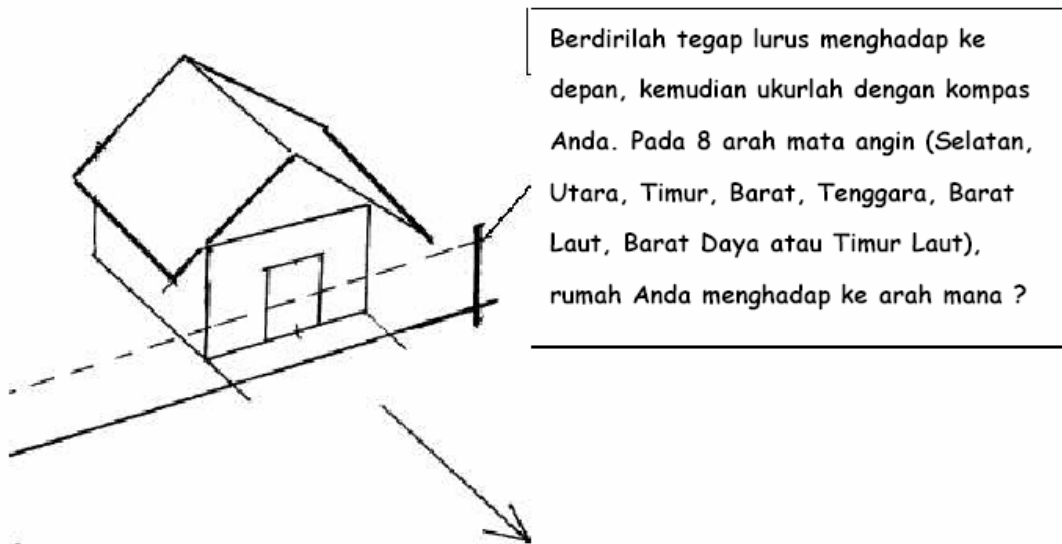 Berdirilah tegap lurus menghadap ke
depan, kemudian ukurlah dengan kompas
Anda. Pada 8 arah mata angin (Selatan,
Utara, Timur, Barat, Tenggara, Barat
Laut, Barat Daya atau Timur Laut),
rumah Anda menghadap ke arah mana ?